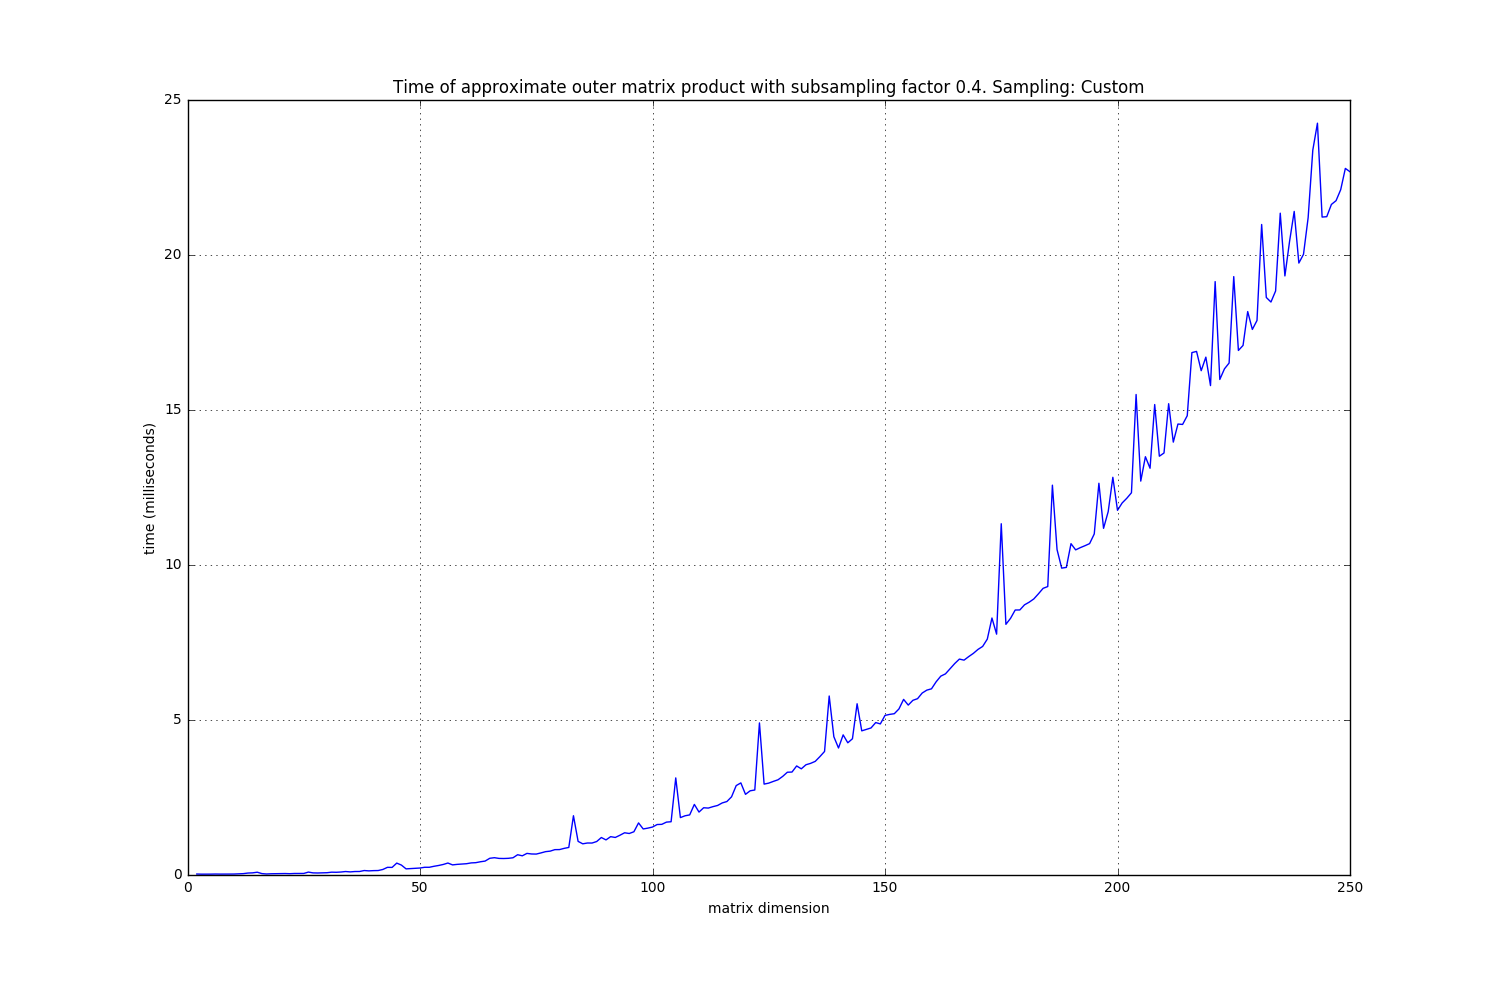 Time of approximate outer matrix product with subsampling factor 0.4. Sampling: Custom
25
20
15
10
5
0
time (milliseconds)
0 50 100 150 200 250
matrix dimension